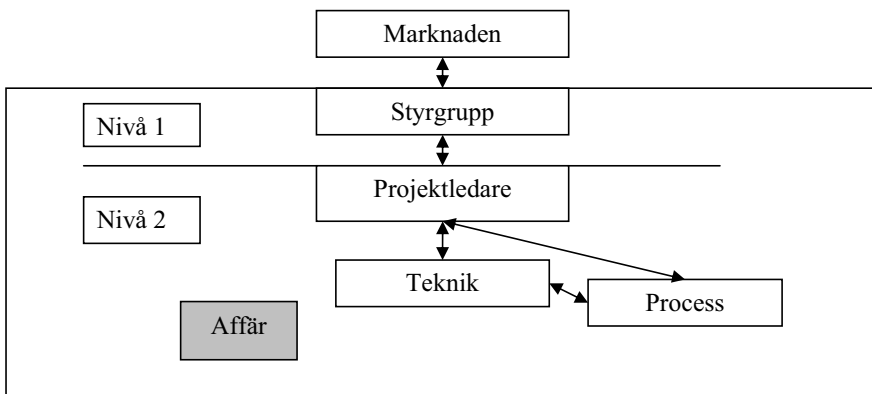 Marknaden
Nivå 1
Styrgrupp
Projektledare
Nivå 2
Teknik
Process
Affär